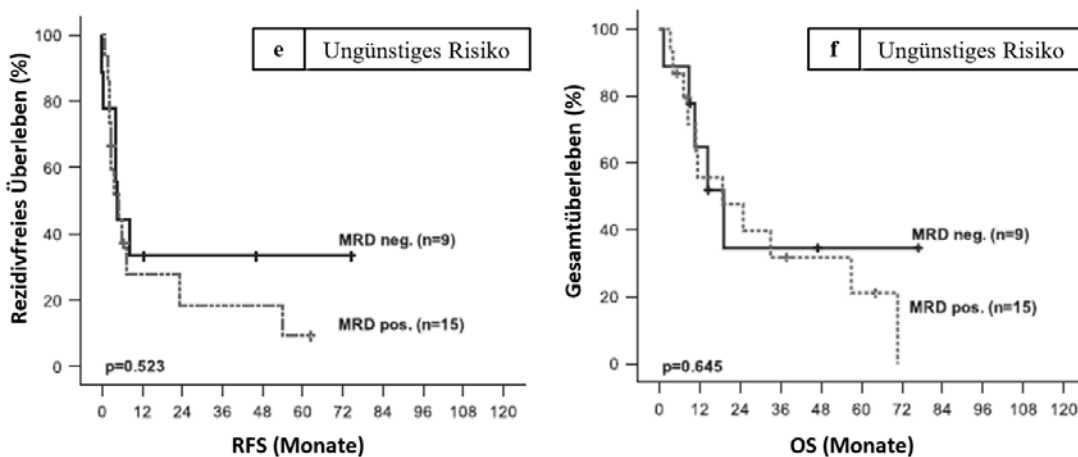 e Ungünstiges Risiko
Rezidivfreies Überleben (%)
100
80
60
40
20
0
MRD neg. (n=9)
MRD pos. (n=15)
p=0.523
0 12 24 36 48 60 72 84 96 108 120
RFS (Monate)
f Ungünstiges Risiko
Gesamtüberleben (%)
100
80
60
40
20
0
MRD neg. (n=9)
MRD pos. (n=15)
p=0.645
0 12 24 36 48 60 72 84 96 108 120
OS (Monate)